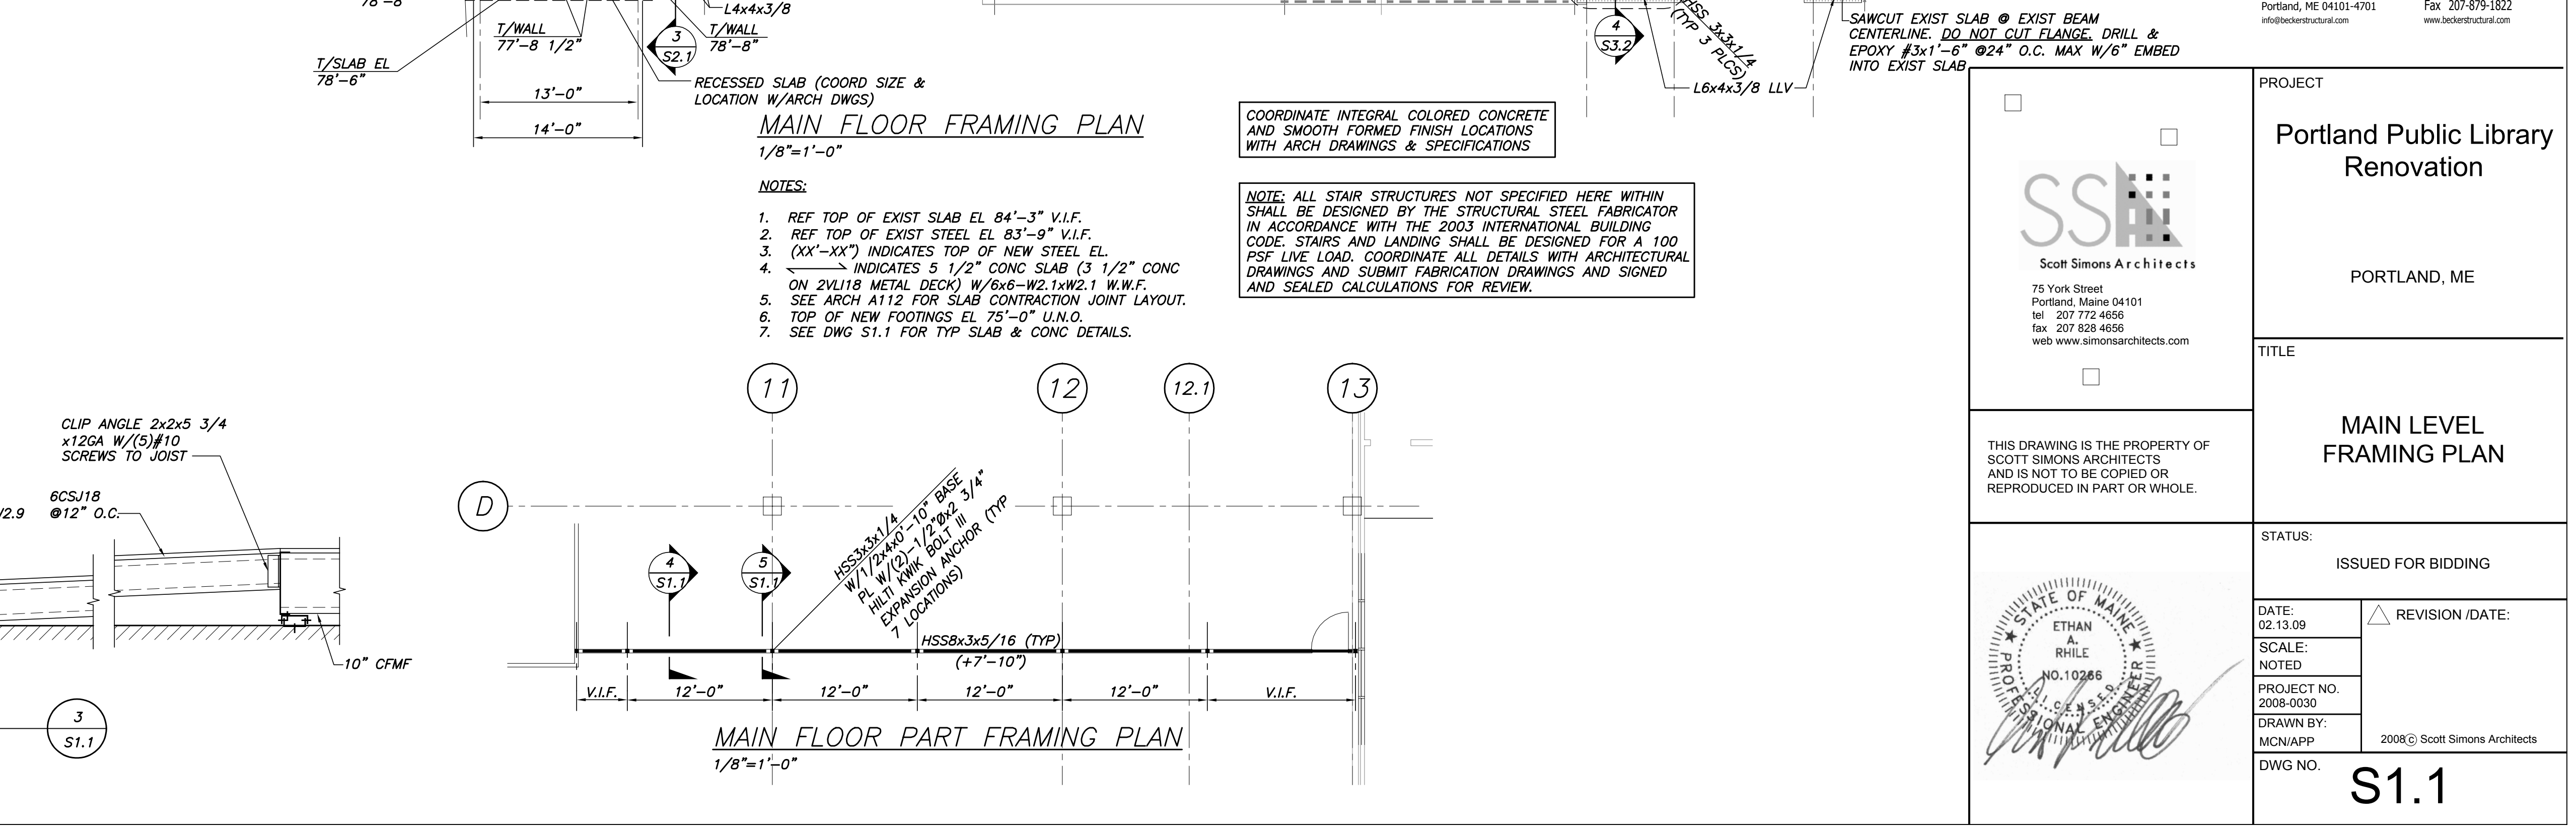 78'-8"
L4x4x3/8
T/WALL
77'-8 1/2"
3
S2.1
T/WALL
78'-8"
T/SLAB EL
78'-6"
RECESSED SLAB (COORD SIZE &
LOCATION W/ARCH DWGS)
13'-0"
14'-0"
MAIN FLOOR FRAMING PLAN
1/8"=1'-0"
NOTES:
1. REF TOP OF EXIST SLAB EL 84'-3" V.I.F.
2. REF TOP OF EXIST STEEL EL 83'-9" V.I.F.
3. (XX'-XX") INDICATES TOP OF NEW STEEL EL.
4. INDICATES 5 1/2" CONC SLAB (3 1/2" CONC
ON 2VLI18 METAL DECK) W/6x6-W2.1xW2.1 W.W.F.
5. SEE ARCH A112 FOR SLAB CONTRACTION JOINT LAYOUT.
6. TOP OF NEW FOOTINGS EL 75'-0" U.N.O.
7. SEE DWG S1.1 FOR TYP SLAB & CONC DETAILS.
COORDINATE INTEGRAL COLORED CONCRETE
AND SMOOTH FORMED FINISH LOCATIONS
WITH ARCH DRAWINGS & SPECIFICATIONS
NOTE: ALL STAIR STRUCTURES NOT SPECIFIED HERE WITHIN
SHALL BE DESIGNED BY THE STRUCTURAL STEEL FABRICATOR
IN ACCORDANCE WITH THE 2003 INTERNATIONAL BUILDING
CODE. STAIRS AND LANDING SHALL BE DESIGNED FOR A 100
PSF LIVE LOAD. COORDINATE ALL DETAILS WITH ARCHITECTURAL
DRAWINGS AND SUBMIT FABRICATION DRAWINGS AND SIGNED
AND SEALED CALCULATIONS FOR REVIEW.
4
S3.2
HSS 3x3x1/4
(TYP 3 PLCS)
L6x4x3/8 LLV
SAWCUT EXIST SLAB @ EXIST BEAM
CENTERLINE. DO NOT CUT FLANGE. DRILL &
EPOXY #3x1'-6" @24" O.C. MAX W/6" EMBED
INTO EXIST SLAB
CLIP ANGLE 2x2x5 3/4
x12GA W/(5)#10
SCREWS TO JOIST
6CSJ18
@12" O.C.
/2.9
10" CFMF
3
S1.1
11
12
12.1
13
D
4
S1.1
5
S1.1
HSS3x3x1/4
W/1/2x4x0'-10" BASE
PL W/(2)-1/2"Øx2 3/4"
HILTI KWIK BOLT III
EXPANSION ANCHOR (TYP
7 LOCATIONS)
HSS8x3x5/16 (TYP)
(+7'-10")
V.I.F.
12'-0"
12'-0"
12'-0"
12'-0"
V.I.F.
MAIN FLOOR PART FRAMING PLAN
1/8"=1'-0"
Portland, ME 04101-4701
Fax 207-879-1822
info@beckerstructural.com
www.beckerstructural.com
SSA
Scott Simons Architects
75 York Street
Portland, Maine 04101
tel 207 772 4656
fax 207 828 4656
web www.simonsarchitects.com
THIS DRAWING IS THE PROPERTY OF
SCOTT SIMONS ARCHITECTS
AND IS NOT TO BE COPIED OR
REPRODUCED IN PART OR WHOLE.
STATE OF MAINE
ETHAN
A.
RHILE
NO.10266
LICENSED
PROFESSIONAL ENGINEER
PROJECT
Portland Public Library
Renovation
PORTLAND, ME
TITLE
MAIN LEVEL
FRAMING PLAN
STATUS:
ISSUED FOR BIDDING
DATE:
02.13.09
REVISION /DATE:
SCALE:
NOTED
PROJECT NO.
2008-0030
DRAWN BY:
MCN/APP
2008© Scott Simons Architects
DWG NO.
S1.1